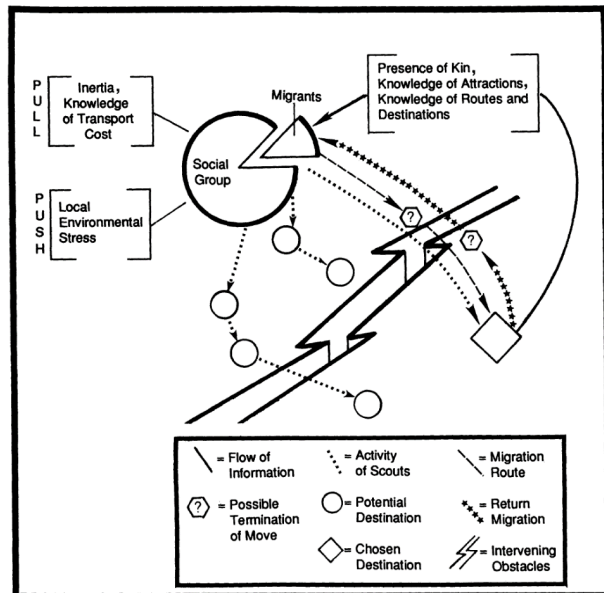 PULL
Inertia,
Knowledge
of Transport
Cost
PUSH
Local
Environmental
Stress
Social
Group
Migrants
Presence of Kin,
Knowledge of Attractions,
Knowledge of Routes and
Destinations
?
?
= Flow of
Information
= Activity
of Scouts
= Migration
Route
?
= Possible
Termination
of Move
= Potential
Destination
= Return
Migration
= Chosen
Destination
= Intervening
Obstacles